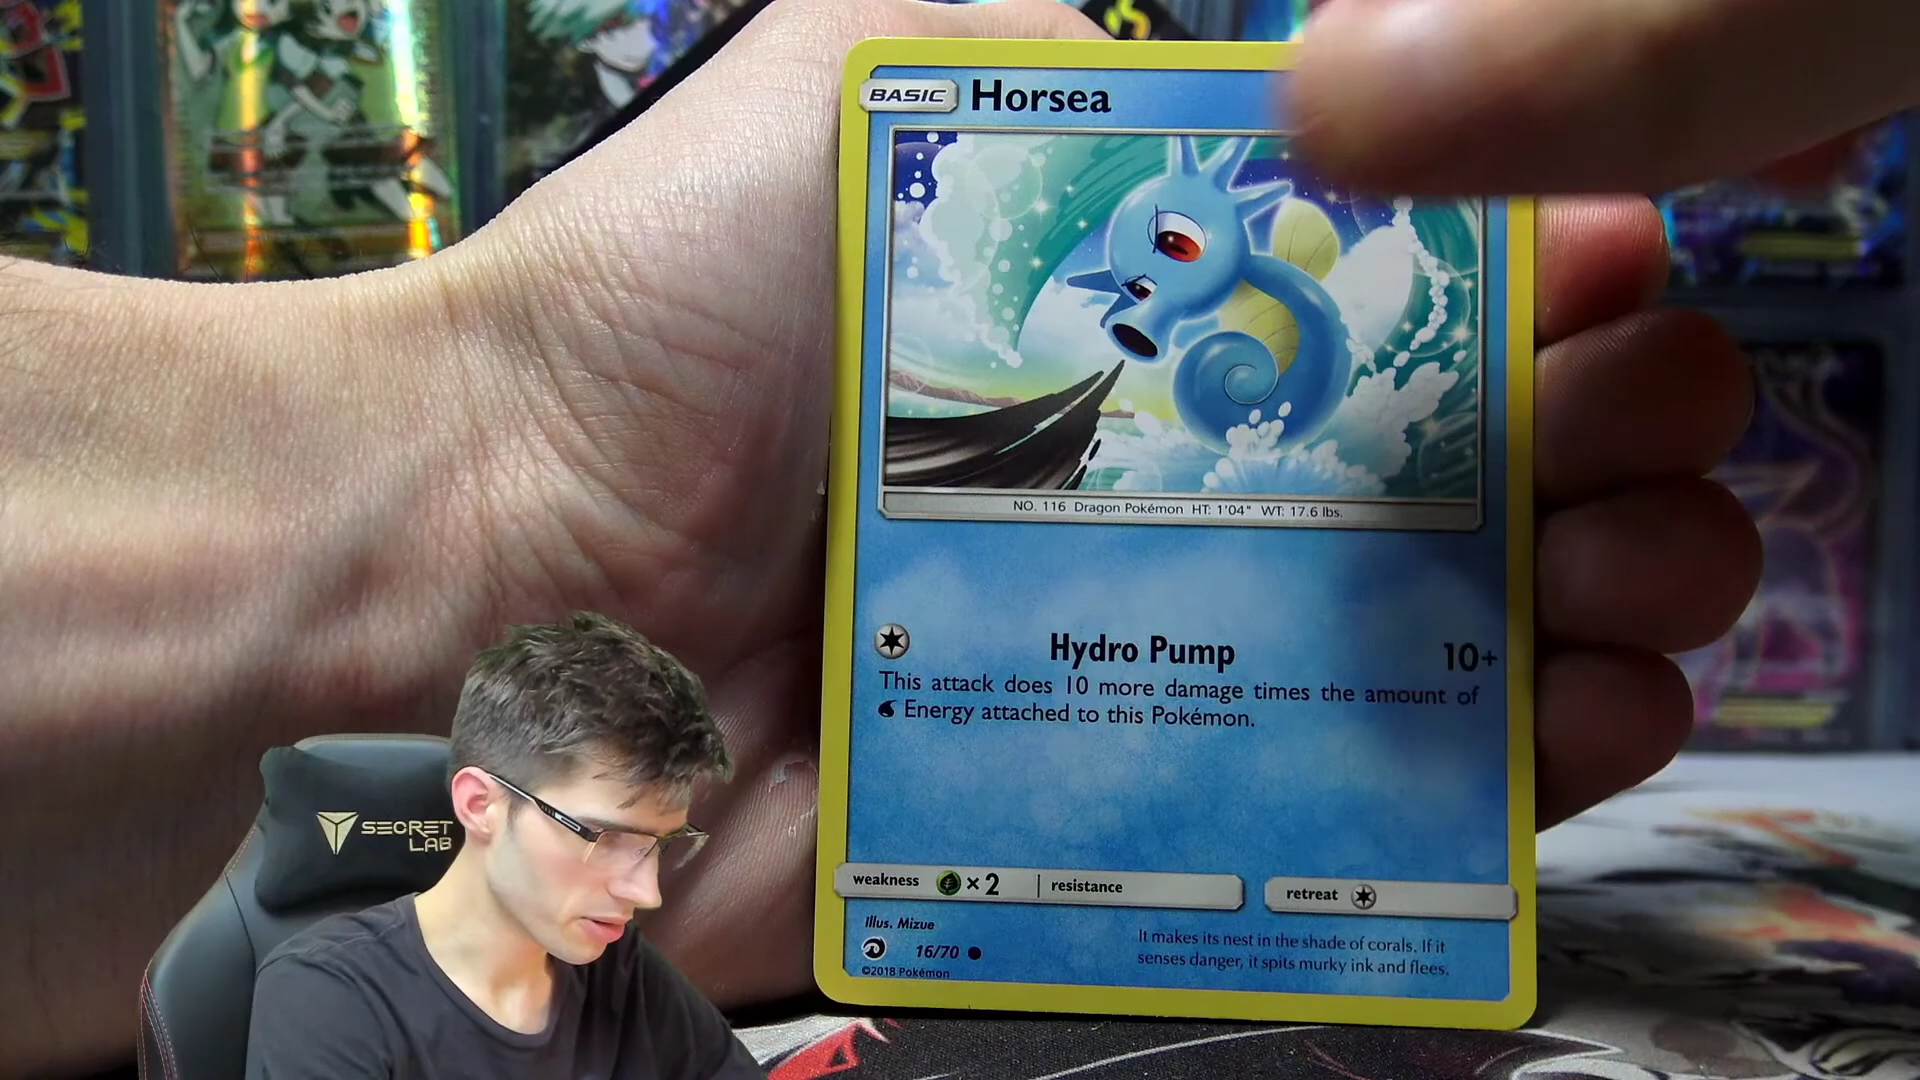 BASIC Horsea
NO. 116 Dragon Pokémon HT: 1'04" WT: 17.6 lbs.
Hydro Pump 10+
This attack does 10 more damage times the amount of
Energy attached to this Pokémon.
weakness ×2 resistance retreat
Illus. Mizue
16/70
©2018 Pokémon
It makes its nest in the shade of corals. If it
senses danger, it spits murky ink and flees.
SECRET
LAB